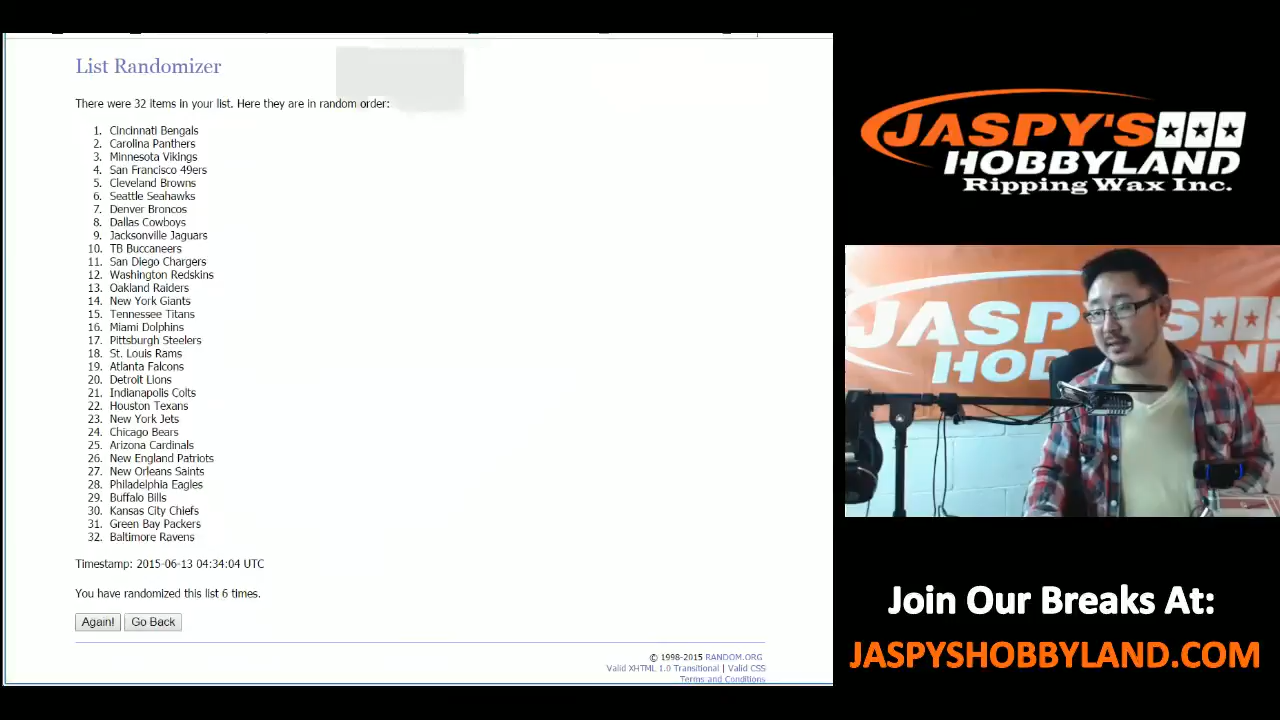 List Randomizer
There were 32 items in your list. Here they are in random order:
1. Cincinnati Bengals
2. Carolina Panthers
3. Minnesota Vikings
4. San Francisco 49ers
5. Cleveland Browns
6. Seattle Seahawks
7. Denver Broncos
8. Dallas Cowboys
9. Jacksonville Jaguars
10. TB Buccaneers
11. San Diego Chargers
12. Washington Redskins
13. Oakland Raiders
14. New York Giants
15. Tennessee Titans
16. Miami Dolphins
17. Pittsburgh Steelers
18. St. Louis Rams
19. Atlanta Falcons
20. Detroit Lions
21. Indianapolis Colts
22. Houston Texans
23. New York Jets
24. Chicago Bears
25. Arizona Cardinals
26. New England Patriots
27. New Orleans Saints
28. Philadelphia Eagles
29. Buffalo Bills
30. Kansas City Chiefs
31. Green Bay Packers
32. Baltimore Ravens
Timestamp: 2015-06-13 04:34:04 UTC
You have randomized this list 6 times.
Again! Go Back
© 1998-2015 RANDOM.ORG
Valid XHTML 1.0 Transitional | Valid CSS
Terms and Conditions
JASPY'S
HOBBYLAND
Ripping Wax Inc.
JASPY'S
HOB
Join Our Breaks At:
JASPYSHOBBYLAND.COM